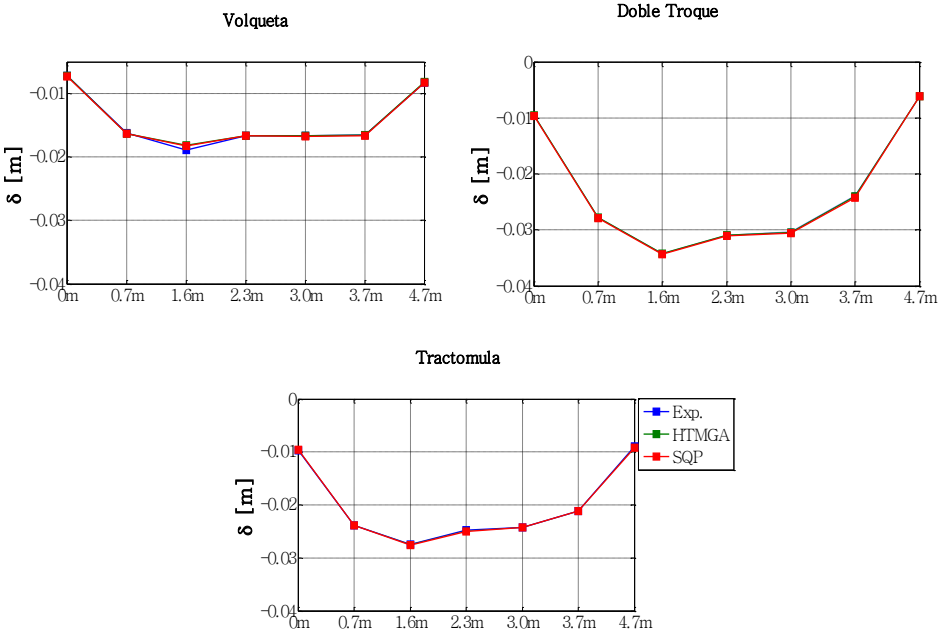 Volqueta
δ [m]
−0.01
−0.02
−0.03
−0.04
0m 0.7m 1.6m 2.3m 3.0m 3.7m 4.7m
Doble Troque
δ [m]
0
−0.01
−0.02
−0.03
−0.04
0m 0.7m 1.6m 2.3m 3.0m 3.7m 4.7m
Tractomula
δ [m]
0
−0.01
−0.02
−0.03
−0.04
0m 0.7m 1.6m 2.3m 3.0m 3.7m 4.7m
Exp.
HTMGA
SQP